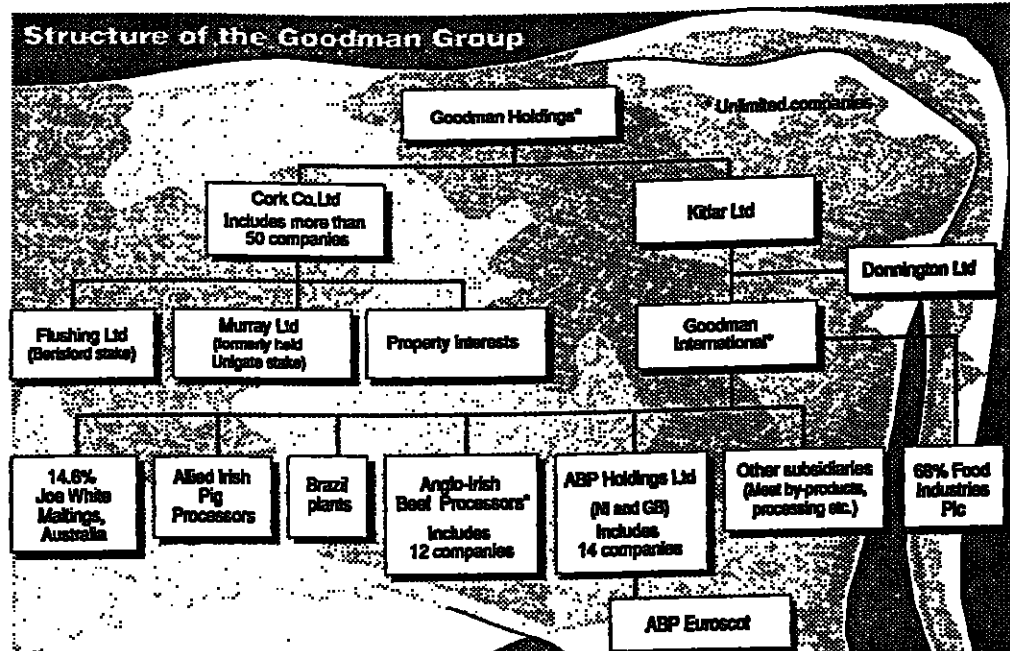 Structure of the Goodman Group
Goodman Holdings*
* Unlimited companies
Cork Co.Ltd
Includes more than
50 companies
Kitlar Ltd
Donnington Ltd
Flushing Ltd
(Berisford stake)
Murray Ltd
(formerly held
Unigate stake)
Property Interests
Goodman
International*
14.6%
Joe White
Maltings,
Australia
Allied Irish
Pig
Processors
Brazil
plants
Anglo-Irish
Beef Processors*
Includes
12 companies
ABP Holdings Ltd
(NI and GB)
Includes
14 companies
Other subsidiaries
(Meat by-products,
processing etc.)
68% Food
Industries
Plc
ABP Euroscot